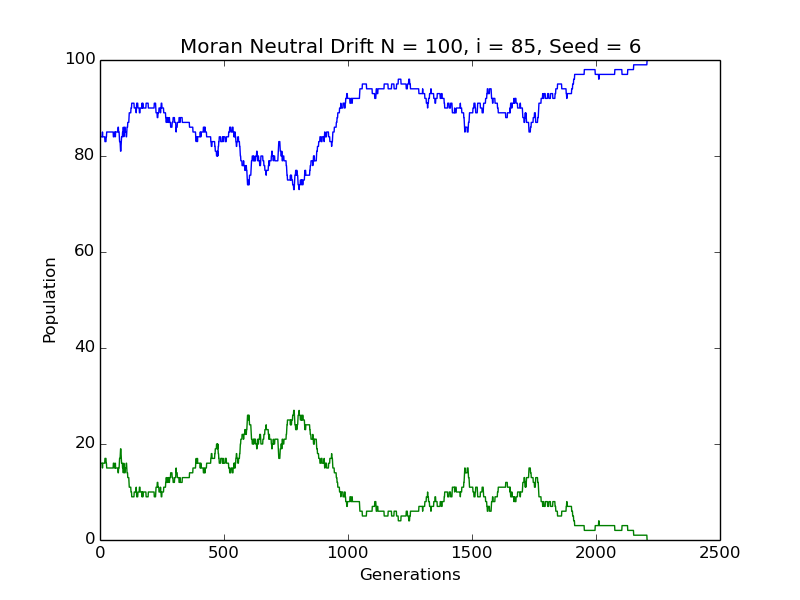 Moran Neutral Drift N = 100, i = 85, Seed = 6
100
80
60
40
20
0
Population
0 500 1000 1500 2000 2500
Generations